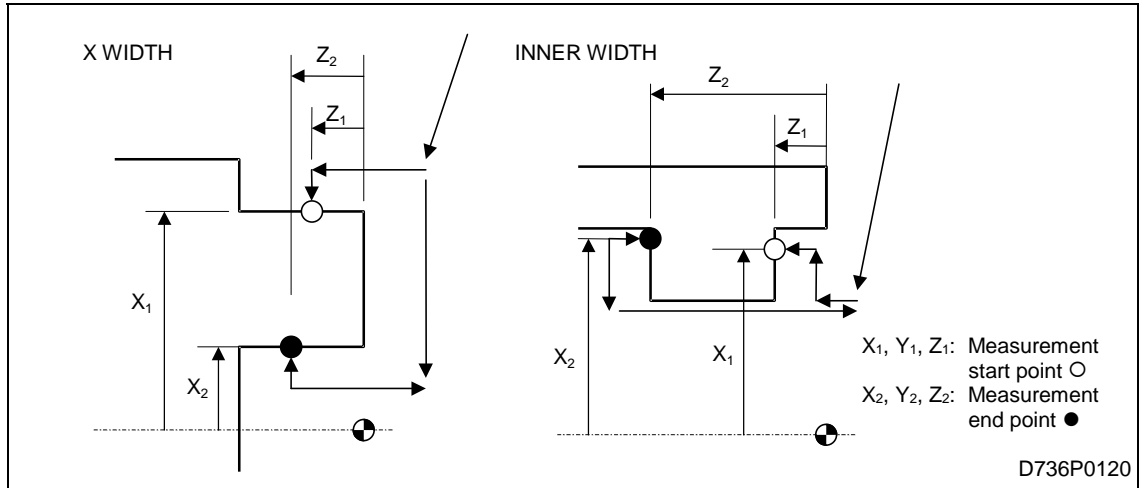 X WIDTH
Z₂
Z₁
X₁
X₂
INNER WIDTH
Z₂
Z₁
X₂
X₁
X₁, Y₁, Z₁: Measurement
start point ○
X₂, Y₂, Z₂: Measurement
end point ●
D736P0120